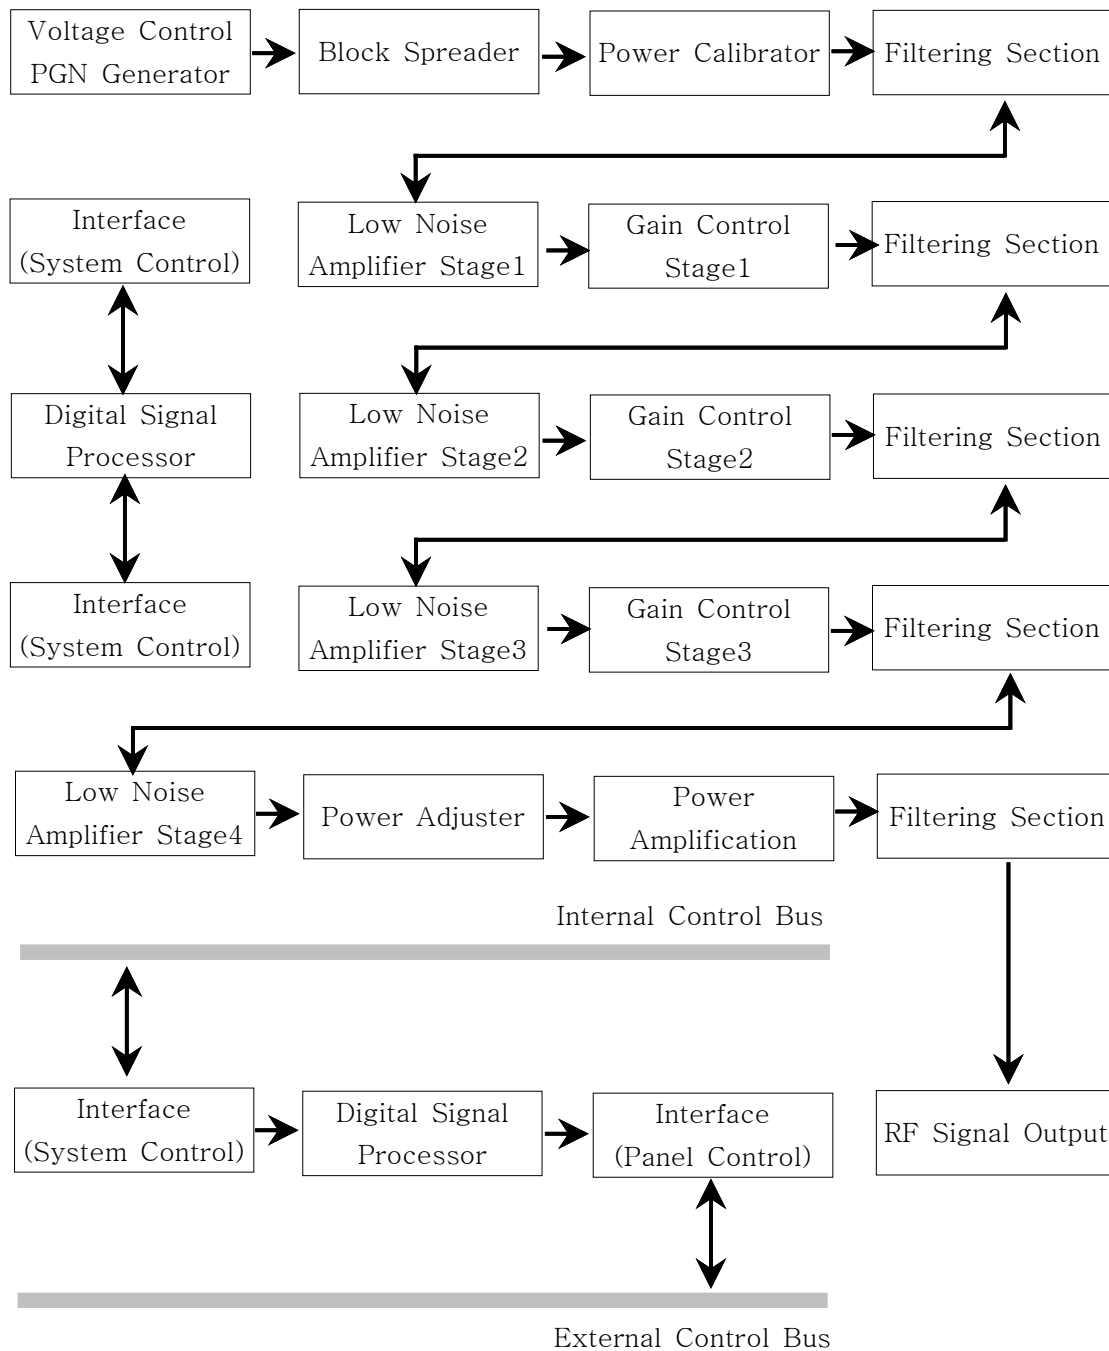 Voltage Control
PGN Generator
Block Spreader
Power Calibrator
Filtering Section
Interface
(System Control)
Low Noise
Amplifier Stage1
Gain Control
Stage1
Filtering Section
Digital Signal
Processor
Low Noise
Amplifier Stage2
Gain Control
Stage2
Filtering Section
Interface
(System Control)
Low Noise
Amplifier Stage3
Gain Control
Stage3
Filtering Section
Low Noise
Amplifier Stage4
Power Adjuster
Power
Amplification
Filtering Section
Internal Control Bus
Interface
(System Control)
Digital Signal
Processor
Interface
(Panel Control)
RF Signal Output
External Control Bus